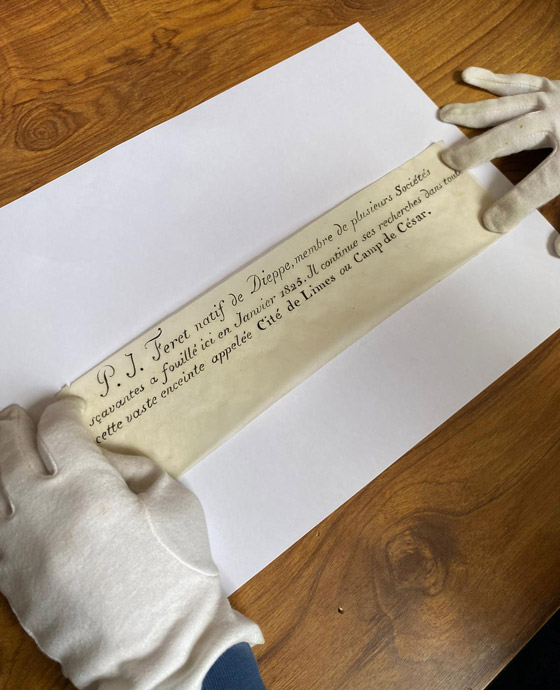 P. J. Feret natif de Dieppe, membre de plusieurs Sociétés
sçavantes a fouillé ici en Janvier 1825. Il continue ses recherches dans toute
cette vaste enceinte appelée Cité de Limes ou Camp de César.